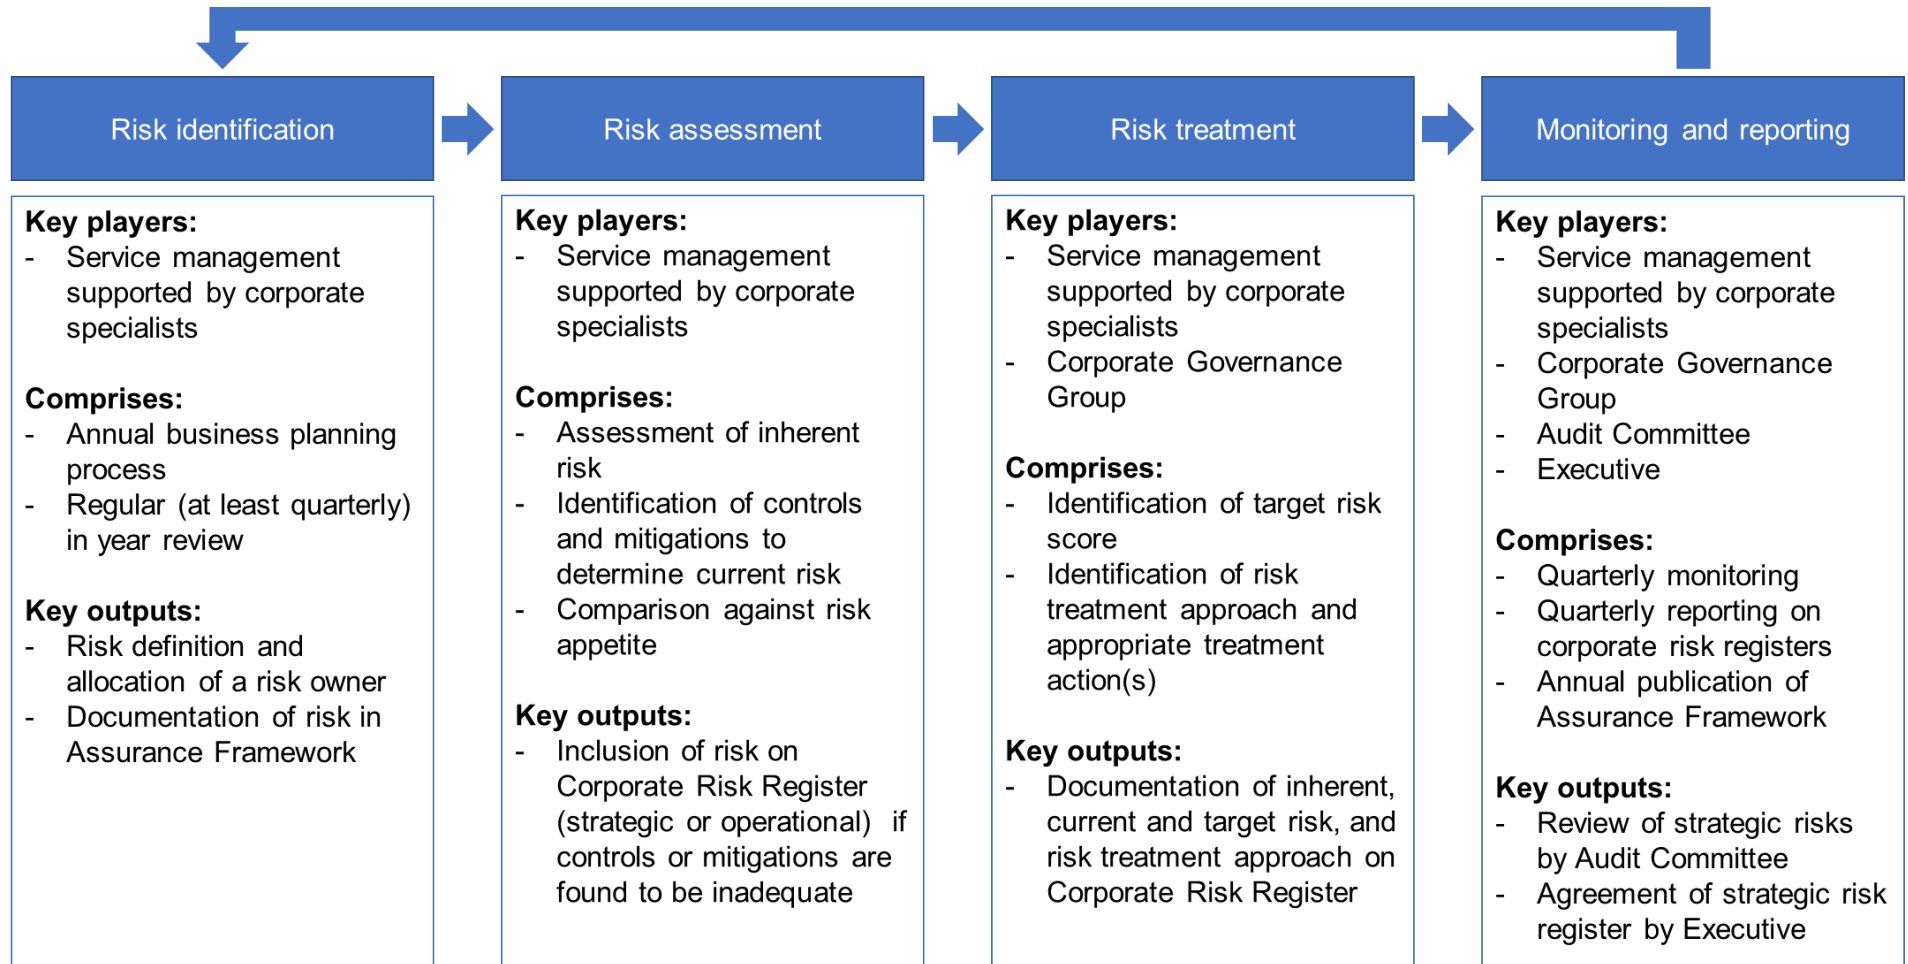 Risk identification
Risk assessment
Risk treatment
Monitoring and reporting
Key players:
- Service management
supported by corporate
specialists
Comprises:
- Annual business planning
process
- Regular (at least quarterly)
in year review
Key outputs:
- Risk definition and
allocation of a risk owner
- Documentation of risk in
Assurance Framework
Key players:
- Service management
supported by corporate
specialists
Comprises:
- Assessment of inherent
risk
- Identification of controls
and mitigations to
determine current risk
- Comparison against risk
appetite
Key outputs:
- Inclusion of risk on
Corporate Risk Register
(strategic or operational) if
controls or mitigations are
found to be inadequate
Key players:
- Service management
supported by corporate
specialists
- Corporate Governance
Group
Comprises:
- Identification of target risk
score
- Identification of risk
treatment approach and
appropriate treatment
action(s)
Key outputs:
- Documentation of inherent,
current and target risk, and
risk treatment approach on
Corporate Risk Register
Key players:
- Service management
supported by corporate
specialists
- Corporate Governance
Group
- Audit Committee
- Executive
Comprises:
- Quarterly monitoring
- Quarterly reporting on
corporate risk registers
- Annual publication of
Assurance Framework
Key outputs:
- Review of strategic risks
by Audit Committee
- Agreement of strategic risk
register by Executive